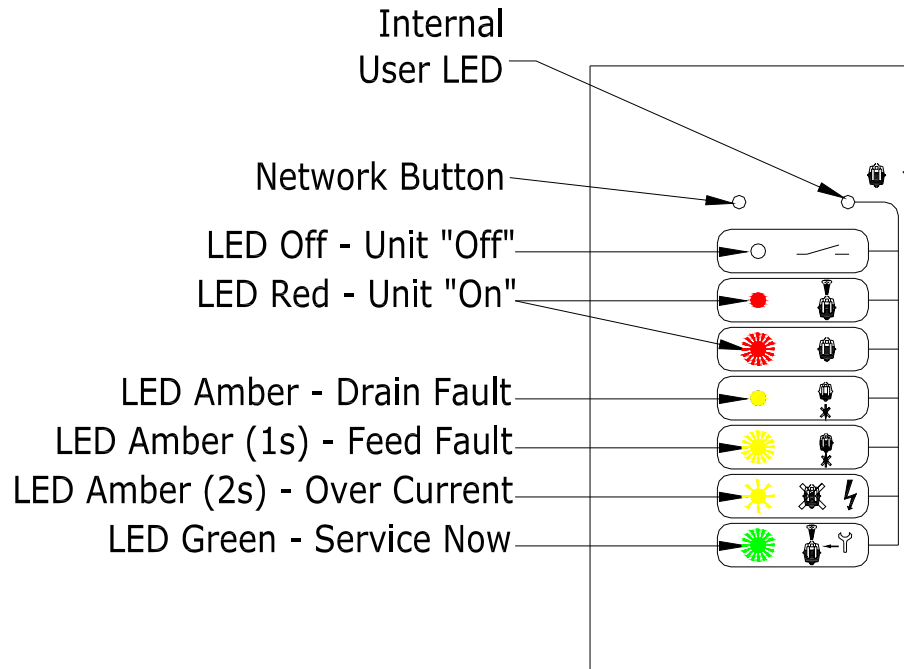 Internal
User LED
Network Button
LED Off - Unit "Off"
LED Red - Unit "On"
LED Amber - Drain Fault
LED Amber (1s) - Feed Fault
LED Amber (2s) - Over Current
LED Green - Service Now